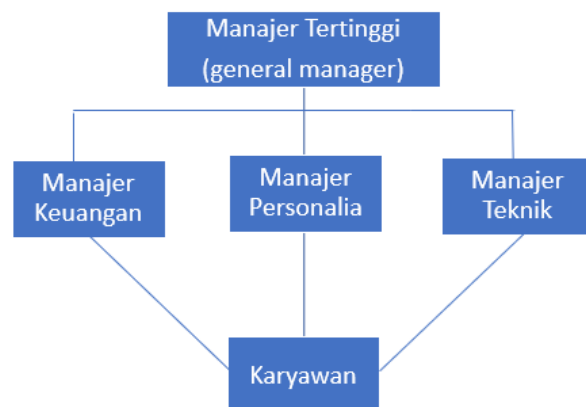 Manajer Tertinggi
(general manager)
Manajer
Keuangan
Manajer
Personalia
Manajer
Teknik
Karyawan